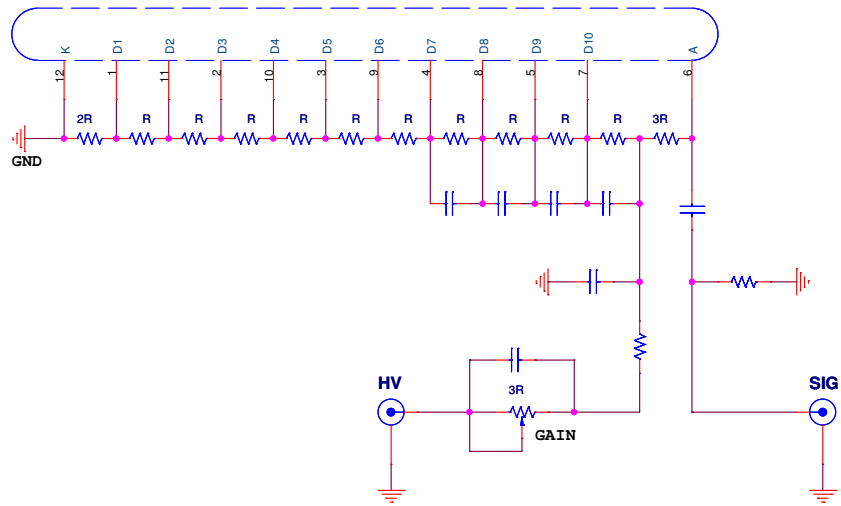 K D1 D2 D3 D4 D5 D6 D7 D8 D9 D10 A
12 1 11 2 10 3 9 4 8 5 7 6
2R R R R R R R R R R R 3R
GND
HV
3R
GAIN
SIG